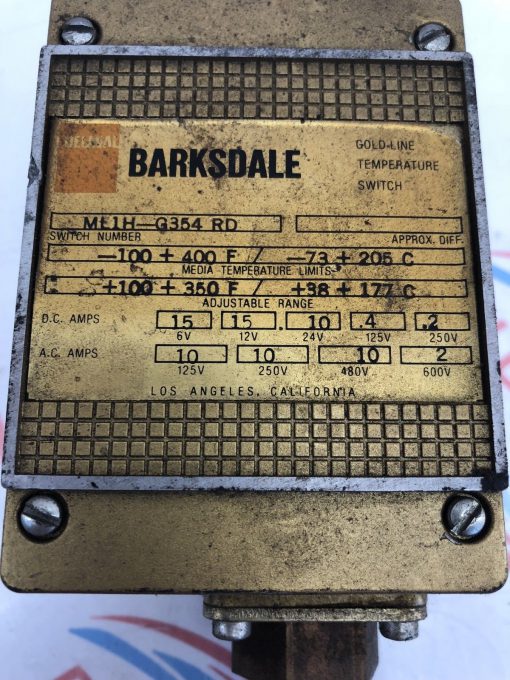 BARKSDALE
GOLD-LINE
TEMPERATURE
SWITCH
MT1H—G354 RD
SWITCH NUMBER
APPROX. DIFF.
—100 + 400 F / —73 + 205 C
MEDIA TEMPERATURE LIMITS
+100 + 350 F / +38 + 177 C
ADJUSTABLE RANGE
D.C. AMPS 15 15 10 .4 .2
6V 12V 24V 125V 250V
A.C. AMPS 10 10 10 2
125V 250V 480V 600V
LOS ANGELES, CALIFORNIA